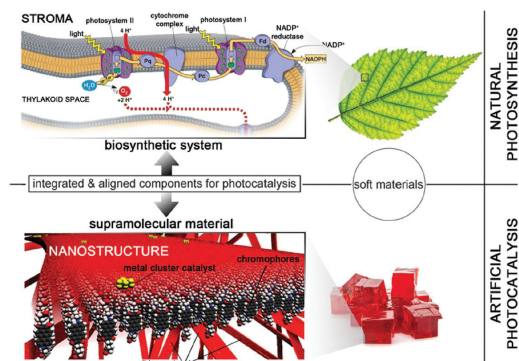 STROMA
photosystem II
4 H⁺
cytochrome
complex
light
photosystem I
light
Fd
NADP⁺
reductase
NADP⁺
NADPH
Pq
Pc
H₂O
O₂
+2 H⁺
4 H⁺
THYLAKOID SPACE
biosynthetic system
NATURAL
PHOTOSYNTHESIS
integrated & aligned components for photocatalysis
soft materials
supramolecular material
NANOSTRUCTURE
metal cluster catalyst
chromophores
ARTIFICIAL
PHOTOCATALYSIS